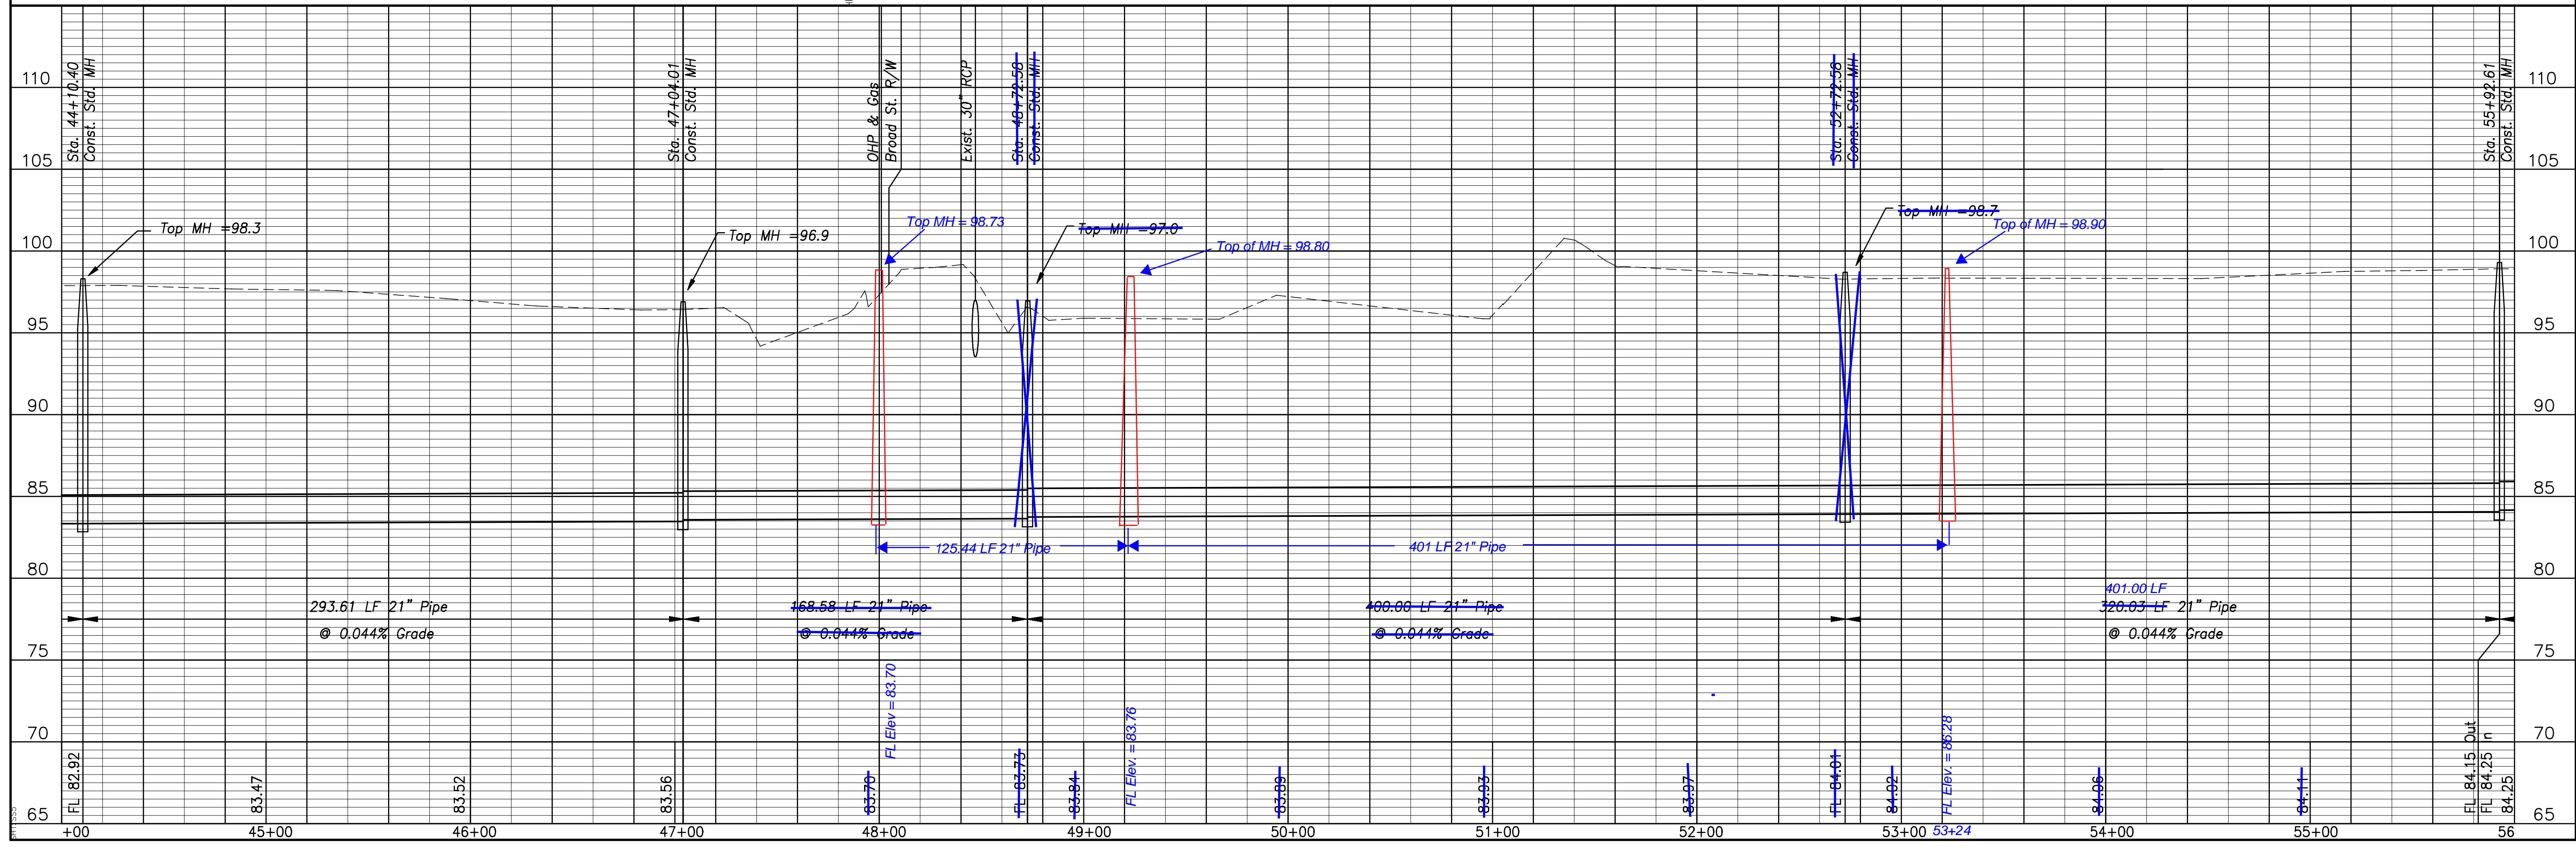 Sta. 44+10.40
Const. Std. MH
Sta. 47+04.01
Const. Std. MH
OHP & Gas
Broad St. R/W
Exist. 30" RCP
Sta. 48+72.58
Const. Std. MH
Sta. 52+72.58
Const. Std. MH
Sta. 55+92.61
Const. Std. MH
110
110
105
105
100
100
95
95
90
90
85
85
80
80
75
75
70
70
65
65
Top MH =98.3
Top MH =96.9
Top MH = 98.73
Top MH =97.0
Top of MH = 98.80
Top MH =98.7
Top of MH = 98.90
125.44 LF 21" Pipe
401 LF 21" Pipe
293.61 LF 21" Pipe
@ 0.044% Grade
168.58 LF 21" Pipe
@ 0.044% Grade
400.00 LF 21" Pipe
@ 0.044% Grade
401.00 LF
320.03 LF 21" Pipe
@ 0.044% Grade
FL Elev = 83.70
FL Elev. = 83.76
FL Elev. = 86.28
FL 82.92
83.47
83.52
83.56
83.70
FL 83.73
83.84
83.89
83.93
83.97
FL 84.01
84.02
84.06
84.11
FL 84.15 Out
FL 84.25 n
84.25
+00
45+00
46+00
47+00
48+00
49+00
50+00
51+00
52+00
53+00
53+24
54+00
55+00
56